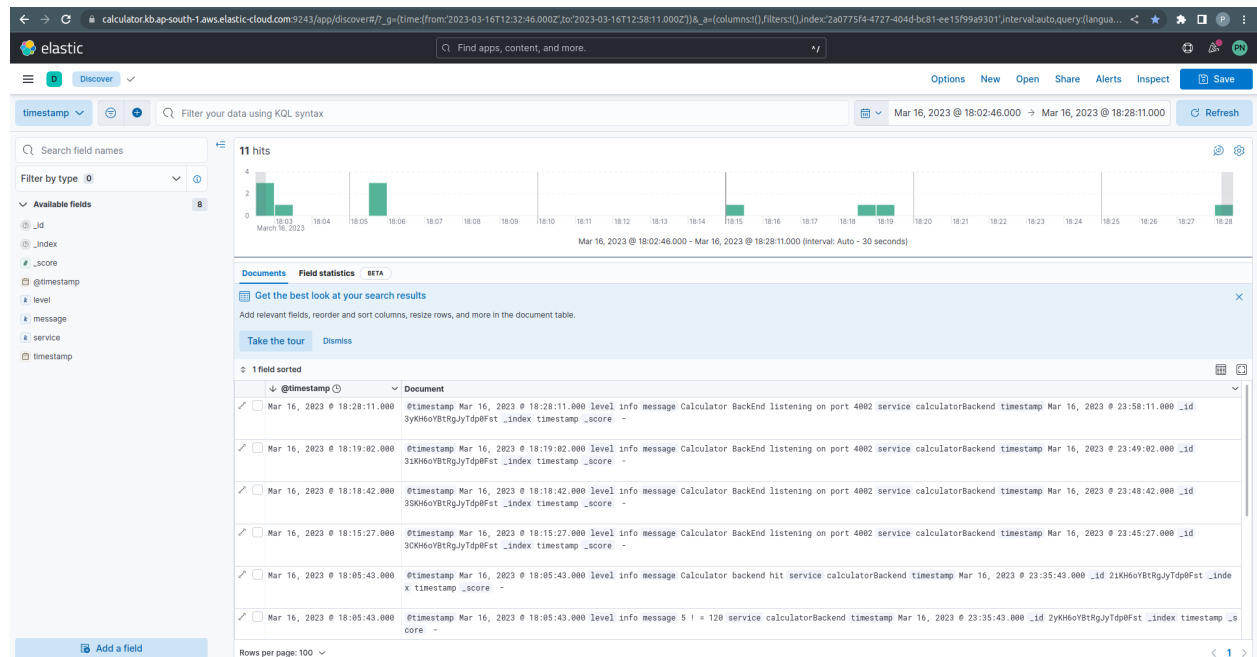 calculator.kb.ap-south-1.aws.elastic-cloud.com:9243/app/discover#/?_g=(time:(from:'2023-03-16T12:32:46.000Z',to:'2023-03-16T12:58:11.000Z'))&_a=(columns:!(),filters:!(),index:'2a0775f4-4727-404d-bc81-ee15f99a9301',interval:auto,query:(langua...
P
elastic
Find apps, content, and more.
^/
PN
D
Discover
Options New Open Share Alerts Inspect Save
timestamp
Filter your data using KQL syntax
Mar 16, 2023 @ 18:02:46.000 → Mar 16, 2023 @ 18:28:11.000
Refresh
Search field names
Filter by type 0
Available fields 8
_id
_index
_score
@timestamp
level
message
service
timestamp
Add a field
11 hits
4
2
0
18:03 18:04 18:05 18:06 18:07 18:08 18:09 18:10 18:11 18:12 18:13 18:14 18:15 18:16 18:17 18:18 18:19 18:20 18:21 18:22 18:23 18:24 18:25 18:26 18:27 18:28
March 16, 2023
Mar 16, 2023 @ 18:02:46.000 - Mar 16, 2023 @ 18:28:11.000 (interval: Auto - 30 seconds)
Documents Field statistics BETA
Get the best look at your search results
Add relevant fields, reorder and sort columns, resize rows, and more in the document table.
Take the tour Dismiss
1 field sorted
@timestamp Document
Mar 16, 2023 @ 18:28:11.000 @timestamp Mar 16, 2023 @ 18:28:11.000 level info message Calculator BackEnd listening on port 4002 service calculatorBackend timestamp Mar 16, 2023 @ 23:58:11.000 _id
3yKH6oYBtRgJyTdp0Fst _index timestamp _score -
Mar 16, 2023 @ 18:19:02.000 @timestamp Mar 16, 2023 @ 18:19:02.000 level info message Calculator BackEnd listening on port 4002 service calculatorBackend timestamp Mar 16, 2023 @ 23:49:02.000 _id
3iKH6oYBtRgJyTdp0Fst _index timestamp _score -
Mar 16, 2023 @ 18:18:42.000 @timestamp Mar 16, 2023 @ 18:18:42.000 level info message Calculator BackEnd listening on port 4002 service calculatorBackend timestamp Mar 16, 2023 @ 23:48:42.000 _id
3SKH6oYBtRgJyTdp0Fst _index timestamp _score -
Mar 16, 2023 @ 18:15:27.000 @timestamp Mar 16, 2023 @ 18:15:27.000 level info message Calculator BackEnd listening on port 4002 service calculatorBackend timestamp Mar 16, 2023 @ 23:45:27.000 _id
3CKH6oYBtRgJyTdp0Fst _index timestamp _score -
Mar 16, 2023 @ 18:05:43.000 @timestamp Mar 16, 2023 @ 18:05:43.000 level info message Calculator backend hit service calculatorBackend timestamp Mar 16, 2023 @ 23:35:43.000 _id 2iKH6oYBtRgJyTdp0Fst _inde
x timestamp _score -
Mar 16, 2023 @ 18:05:43.000 @timestamp Mar 16, 2023 @ 18:05:43.000 level info message 5 ! = 120 service calculatorBackend timestamp Mar 16, 2023 @ 23:35:43.000 _id 2yKH6oYBtRgJyTdp0Fst _index timestamp _s
core -
Rows per page: 100
1